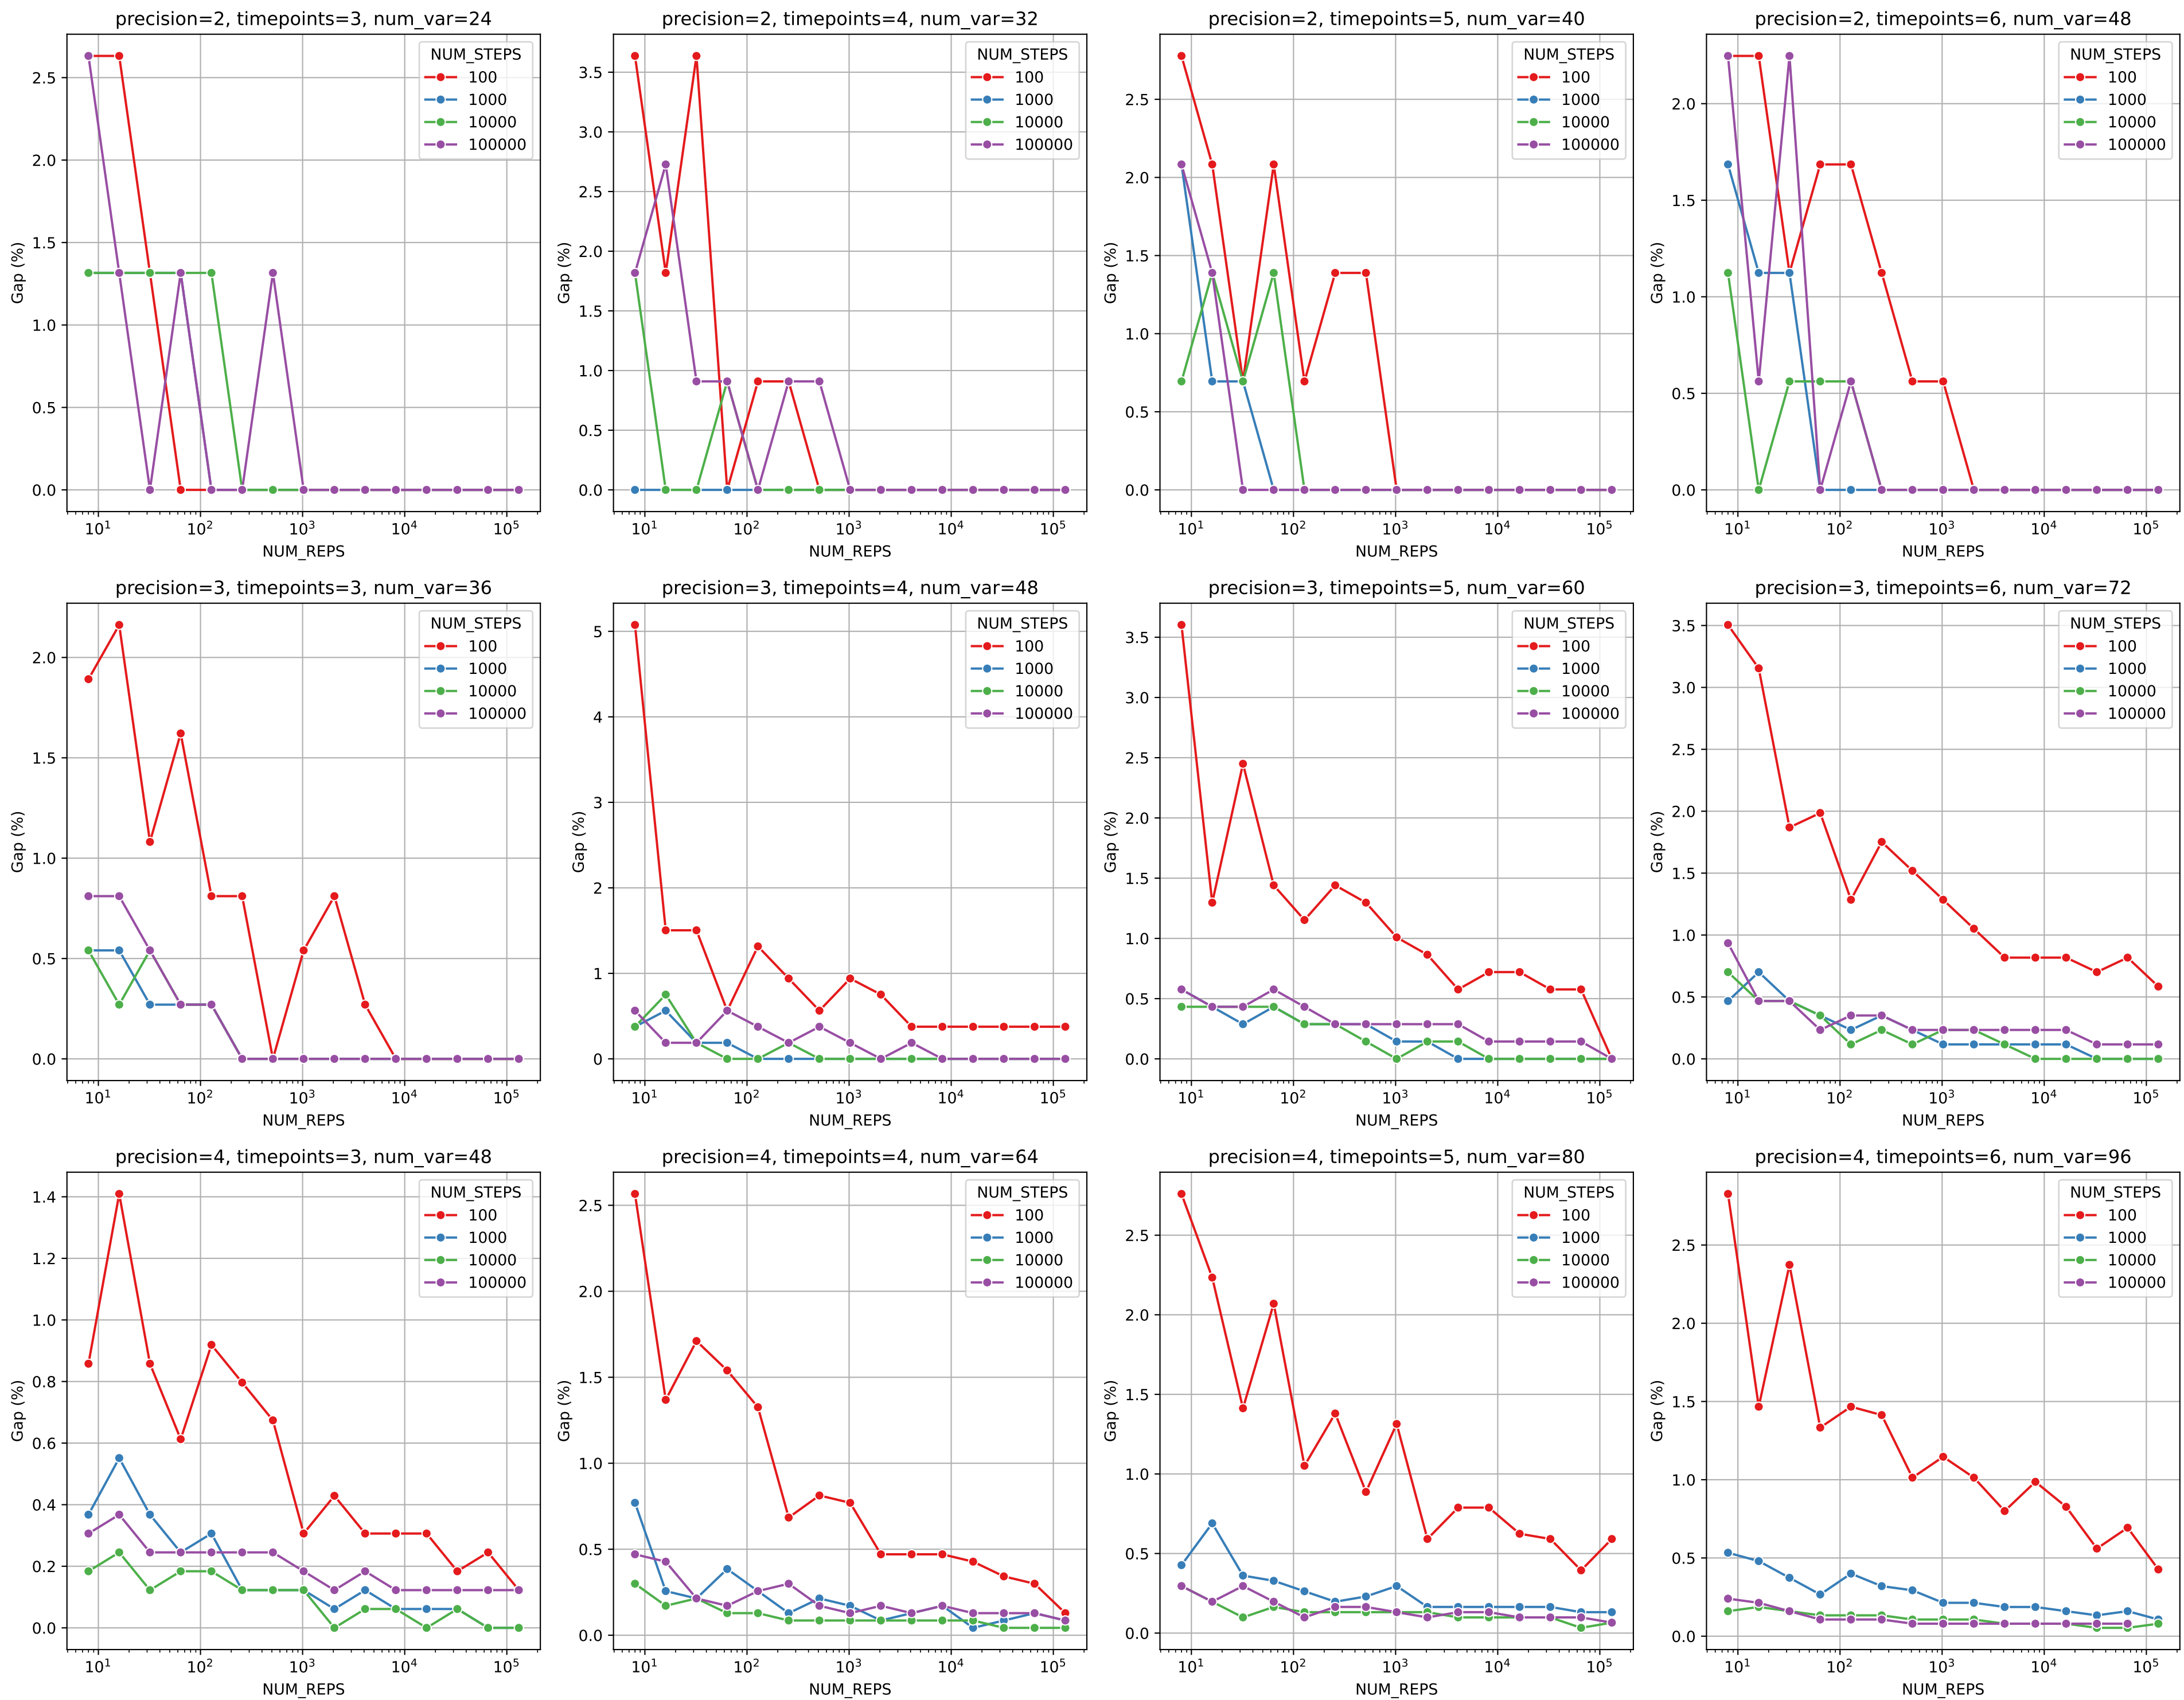 precision=2, timepoints=3, num_var=24
Gap (%)
2.5
2.0
1.5
1.0
0.5
0.0
NUM_STEPS
100
1000
10000
100000
10¹ 10² 10³ 10⁴ 10⁵
NUM_REPS
precision=2, timepoints=4, num_var=32
Gap (%)
3.5
3.0
2.5
2.0
1.5
1.0
0.5
0.0
NUM_STEPS
100
1000
10000
100000
10¹ 10² 10³ 10⁴ 10⁵
NUM_REPS
precision=2, timepoints=5, num_var=40
Gap (%)
2.5
2.0
1.5
1.0
0.5
0.0
NUM_STEPS
100
1000
10000
100000
10¹ 10² 10³ 10⁴ 10⁵
NUM_REPS
precision=2, timepoints=6, num_var=48
Gap (%)
2.0
1.5
1.0
0.5
0.0
NUM_STEPS
100
1000
10000
100000
10¹ 10² 10³ 10⁴ 10⁵
NUM_REPS
precision=3, timepoints=3, num_var=36
Gap (%)
2.0
1.5
1.0
0.5
0.0
NUM_STEPS
100
1000
10000
100000
10¹ 10² 10³ 10⁴ 10⁵
NUM_REPS
precision=3, timepoints=4, num_var=48
Gap (%)
5
4
3
2
1
0
NUM_STEPS
100
1000
10000
100000
10¹ 10² 10³ 10⁴ 10⁵
NUM_REPS
precision=3, timepoints=5, num_var=60
Gap (%)
3.5
3.0
2.5
2.0
1.5
1.0
0.5
0.0
NUM_STEPS
100
1000
10000
100000
10¹ 10² 10³ 10⁴ 10⁵
NUM_REPS
precision=3, timepoints=6, num_var=72
Gap (%)
3.5
3.0
2.5
2.0
1.5
1.0
0.5
0.0
NUM_STEPS
100
1000
10000
100000
10¹ 10² 10³ 10⁴ 10⁵
NUM_REPS
precision=4, timepoints=3, num_var=48
Gap (%)
1.4
1.2
1.0
0.8
0.6
0.4
0.2
0.0
NUM_STEPS
100
1000
10000
100000
10¹ 10² 10³ 10⁴ 10⁵
NUM_REPS
precision=4, timepoints=4, num_var=64
Gap (%)
2.5
2.0
1.5
1.0
0.5
0.0
NUM_STEPS
100
1000
10000
100000
10¹ 10² 10³ 10⁴ 10⁵
NUM_REPS
precision=4, timepoints=5, num_var=80
Gap (%)
2.5
2.0
1.5
1.0
0.5
0.0
NUM_STEPS
100
1000
10000
100000
10¹ 10² 10³ 10⁴ 10⁵
NUM_REPS
precision=4, timepoints=6, num_var=96
Gap (%)
2.5
2.0
1.5
1.0
0.5
0.0
NUM_STEPS
100
1000
10000
100000
10¹ 10² 10³ 10⁴ 10⁵
NUM_REPS